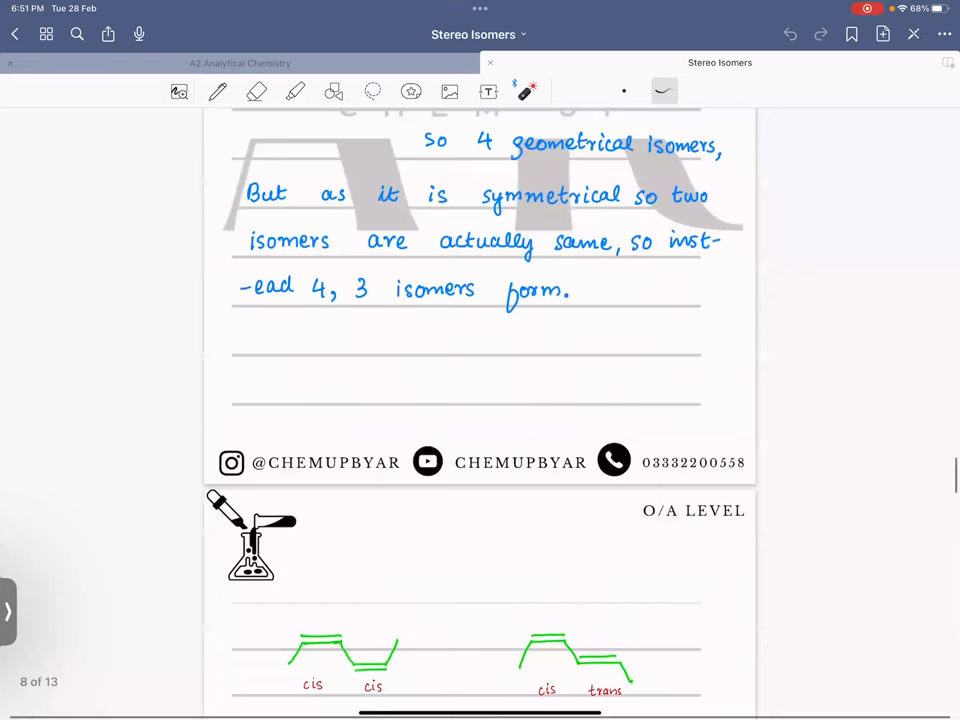 6:51 PM Tue 28 Feb
68%
Stereo Isomers
A2 Analytical Chemistry
Stereo Isomers
T
AR
So 4 geometrical isomers,
But as it is symmetrical so two
isomers are actually same, so inst-
-ead 4, 3 isomers form.
@CHEMUPBYAR CHEMUPBYAR 03332200558
O/A LEVEL
cis cis cis trans
8 of 13